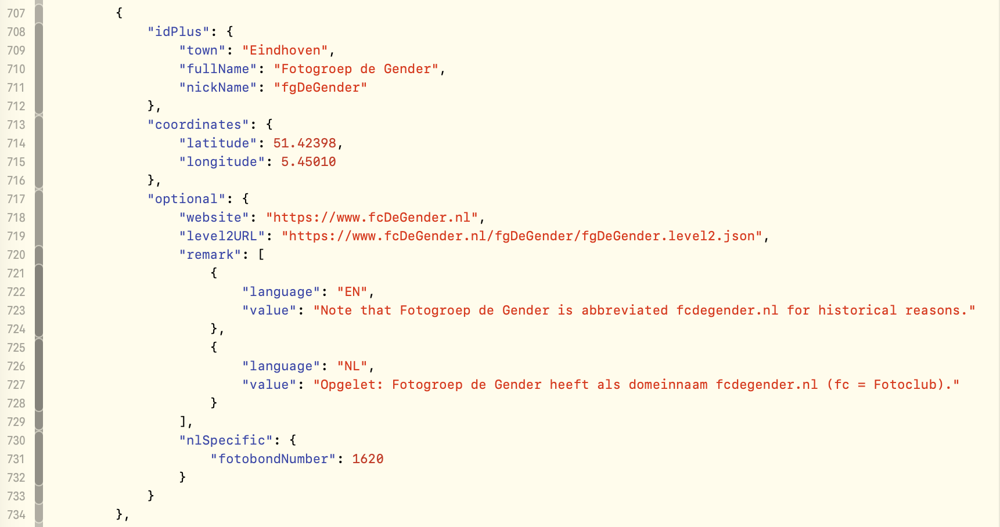 707 {
708 "idPlus": {
709 "town": "Eindhoven",
710 "fullName": "Fotogroep de Gender",
711 "nickName": "fgDeGender"
712 },
713 "coordinates": {
714 "latitude": 51.42398,
715 "longitude": 5.45010
716 },
717 "optional": {
718 "website": "https://www.fcDeGender.nl",
719 "level2URL": "https://www.fcDeGender.nl/fgDeGender/fgDeGender.level2.json",
720 "remark": [
721 {
722 "language": "EN",
723 "value": "Note that Fotogroep de Gender is abbreviated fcdegender.nl for historical reasons."
724 },
725 {
726 "language": "NL",
727 "value": "Opgelet: Fotogroep de Gender heeft als domeinnaam fcdegender.nl (fc = Fotoclub)."
728 }
729 ],
730 "nlSpecific": {
731 "fotobondNumber": 1620
732 }
733 }
734 },